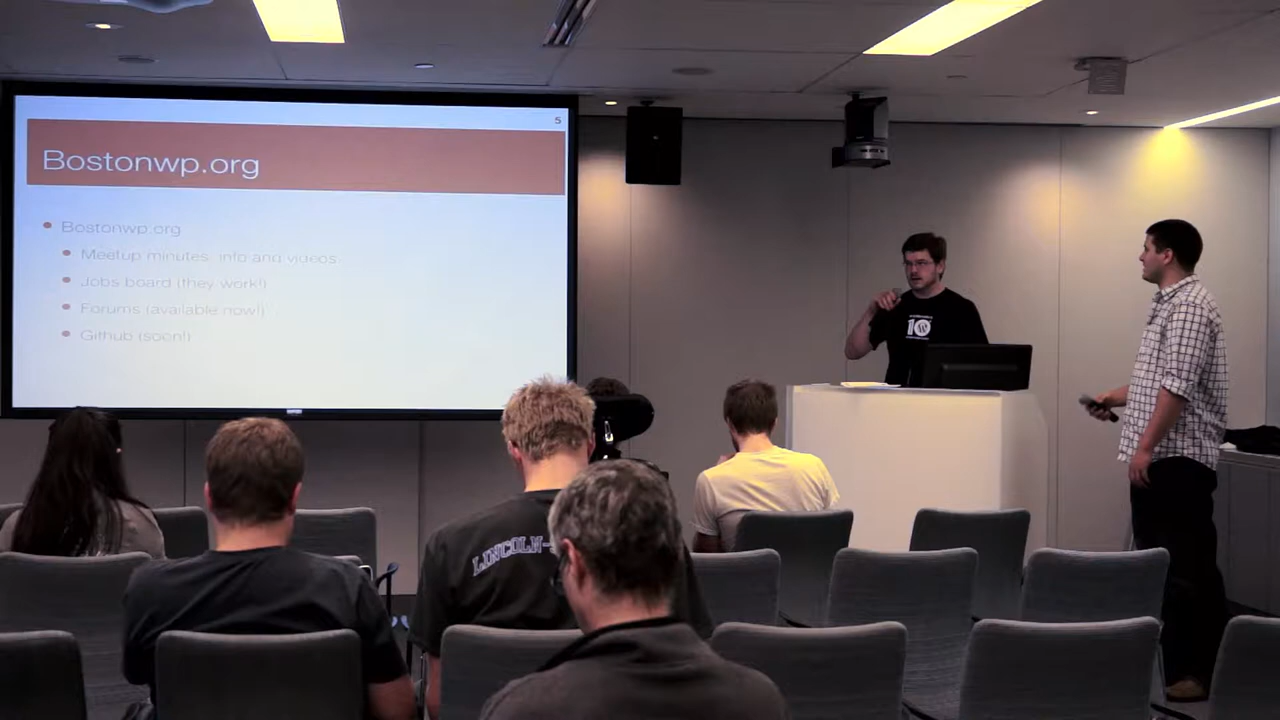 5
Bostonwp.org
Bostonwp.org
Meetup minutes, info and videos
Jobs board (they work!)
Forums (available now!)
Github (soon!)
10
LINCOLN-